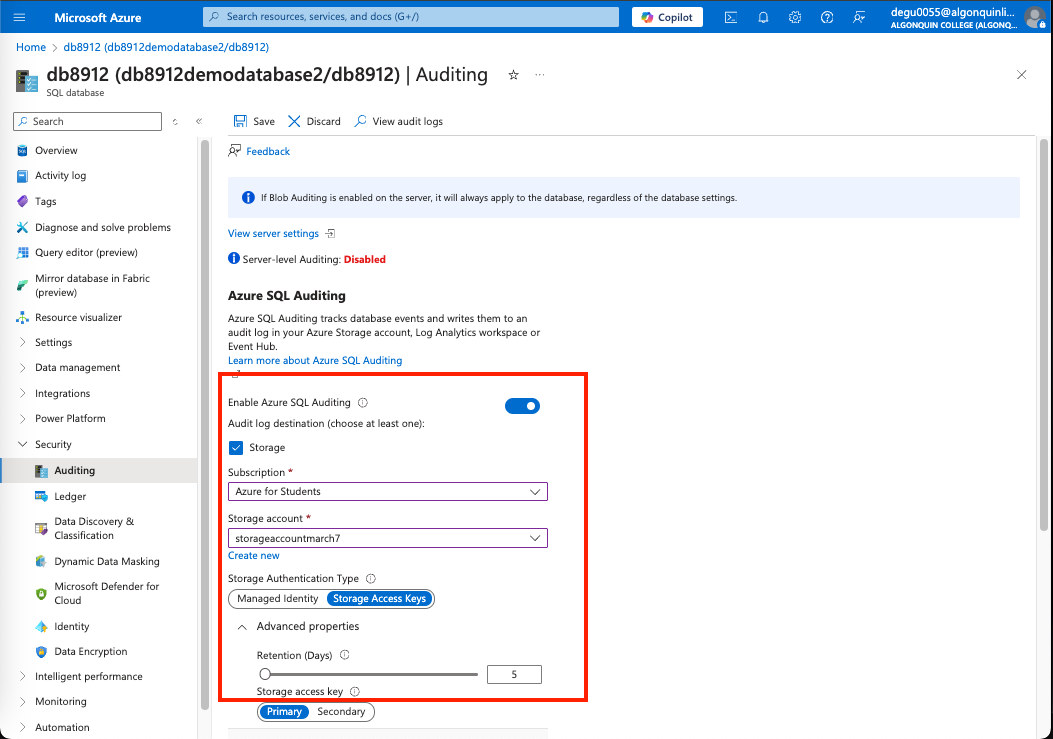 Microsoft Azure
Search resources, services, and docs (G+/)
Copilot
degu0055@algonquinli...
ALGONQUIN COLLEGE (ALGONQ...
Home > db8912 (db8912demodatabase2/db8912)
db8912 (db8912demodatabase2/db8912) | Auditing
SQL database
Search
Overview
Activity log
Tags
Diagnose and solve problems
Query editor (preview)
Mirror database in Fabric
(preview)
Resource visualizer
Settings
Data management
Integrations
Power Platform
Security
Auditing
Ledger
Data Discovery &
Classification
Dynamic Data Masking
Microsoft Defender for
Cloud
Identity
Data Encryption
Intelligent performance
Monitoring
Automation
Save Discard View audit logs
Feedback
If Blob Auditing is enabled on the server, it will always apply to the database, regardless of the database settings.
View server settings
Server-level Auditing: Disabled
Azure SQL Auditing
Azure SQL Auditing tracks database events and writes them to an
audit log in your Azure Storage account, Log Analytics workspace or
Event Hub.
Learn more about Azure SQL Auditing
Enable Azure SQL Auditing
Audit log destination (choose at least one):
Storage
Subscription *
Azure for Students
Storage account *
storageaccountmarch7
Create new
Storage Authentication Type
Managed Identity Storage Access Keys
Advanced properties
Retention (Days)
5
Storage access key
Primary Secondary